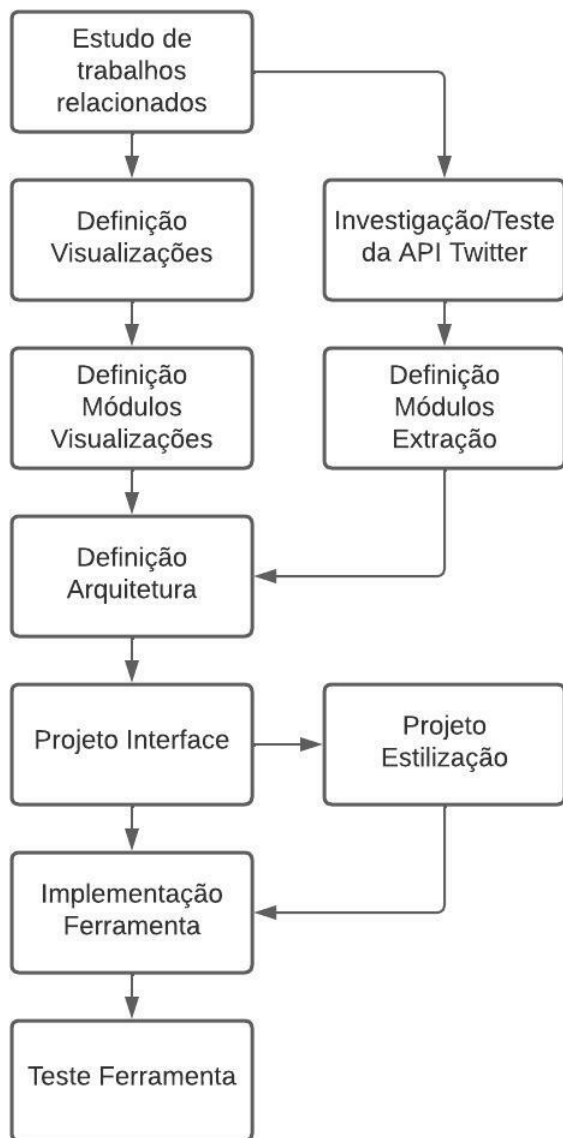 Estudo de
trabalhos
relacionados
Definição
Visualizações
Investigação/Teste
da API Twitter
Definição
Módulos
Visualizações
Definição
Módulos
Extração
Definição
Arquitetura
Projeto Interface
Projeto
Estilização
Implementação
Ferramenta
Teste Ferramenta